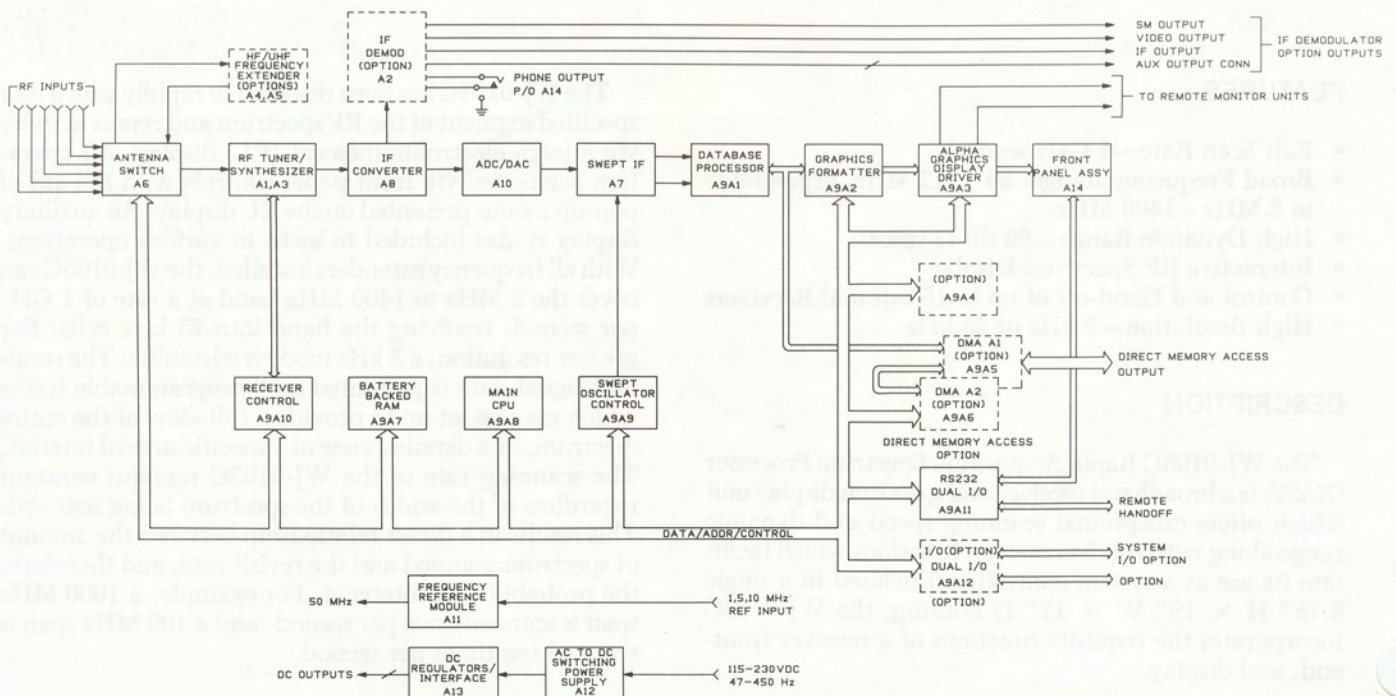 RF INPUTS
HF/UHF
FREQUENCY
EXTENDER
(OPTIONS)
A4,A5
IF
DEMOD
(OPTION)
A2
PHONE OUTPUT
P/O A14
SM OUTPUT
VIDEO OUTPUT
IF OUTPUT
AUX OUTPUT CONN
IF DEMODULATOR
OPTION OUTPUTS
TO REMOTE MONITOR UNITS
ANTENNA
SWITCH
A6
RF TUNER/
SYNTHESIZER
A1,A3
IF
CONVERTER
A8
ADC/DAC
A10
SWEPT IF
A7
DATABASE
PROCESSOR
A9A1
GRAPHICS
FORMATTER
A9A2
ALPHA
GRAPHICS
DISPLAY
DRIVER
A9A3
FRONT
PANEL ASSY
A14
(OPTION)
A9A4
DMA A1
(OPTION)
A9A5
DIRECT MEMORY ACCESS
OUTPUT
DMA A2
(OPTION)
A9A6
DIRECT MEMORY ACCESS
OPTION
RECEIVER
CONTROL
A9A10
BATTERY
BACKED
RAM
A9A7
MAIN
CPU
A9A8
SWEPT
OSCILLATOR
CONTROL
A9A9
RS232
DUAL I/O
A9A11
MASTER
HANDOFF
DATA/ADDR/CONTROL
I/O(OPTION)
DUAL I/O
A9A12
(OPTION)
SYSTEM
I/O OPTION
OPTION
50 MHz
FREQUENCY
REFERENCE
MODULE
A11
1,5,10 MHz
REF INPUT
DC OUTPUTS
DC
REGULATORS/
INTERFACE
A13
AC TO DC
SWITCHING
POWER
SUPPLY
A12
115-230VDC
47-450 Hz